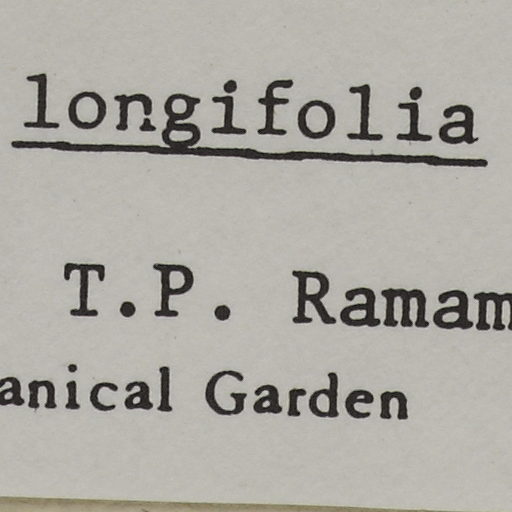 longifolia
T.P. Ramam
anical Garden